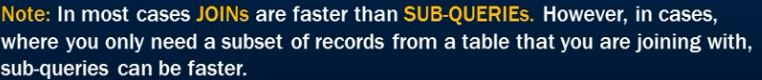 Note: In most cases JOINs are faster than SUB-QUERIEs. However, in cases,
where you only need a subset of records from a table that you are joining with,
sub-queries can be faster.